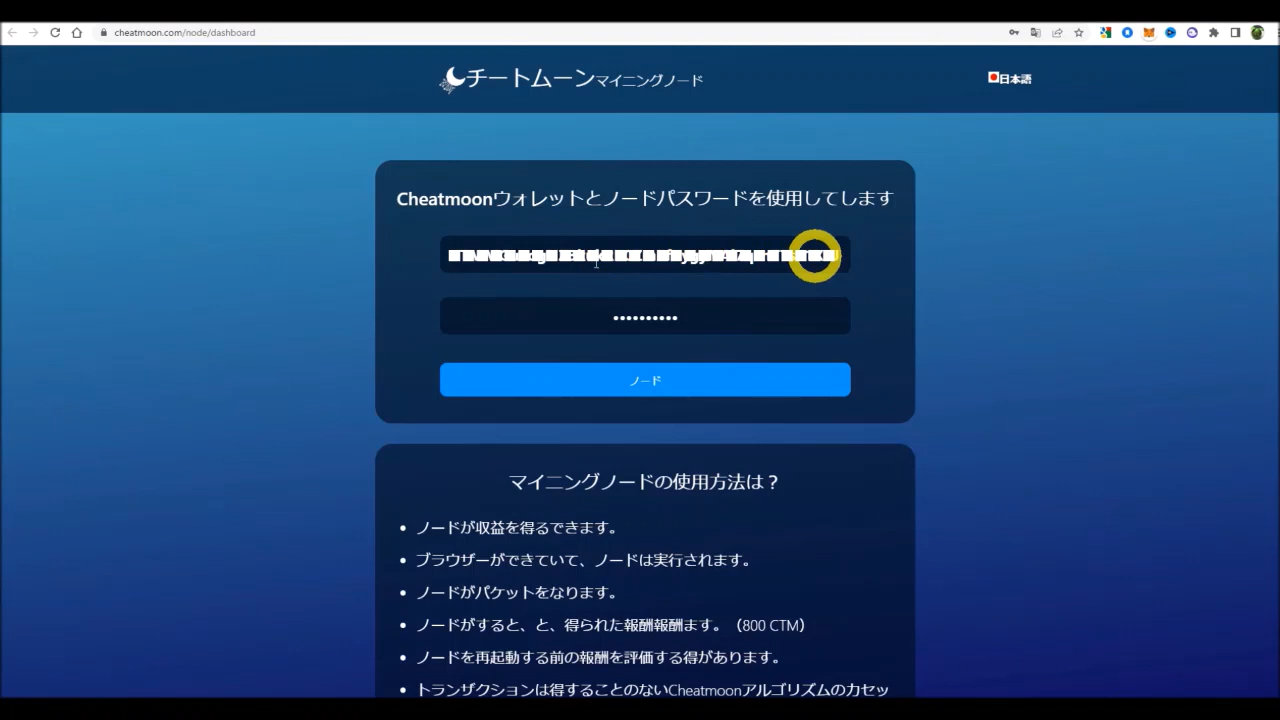 cheatmoon.com/node/dashboard
チートムーンマイニングノード
日本語
Cheatmoonウォレットとノードパスワードを使用してします
••••••••••
ノード
マイニングノードの使用方法は？
• ノードが収益を得るできます。
• ブラウザーができていて、ノードは実行されます。
• ノードがパケットをなります。
• ノードがすると、と、得られた報酬報酬ます。（800 CTM）
• ノードを再起動する前の報酬を評価する得があります。
• トランザクションは得することのないCheatmoonアルゴリズムの力セッ